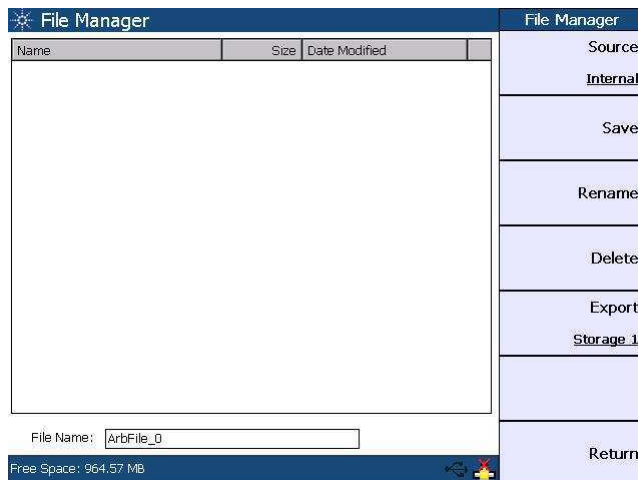 File Manager
Name Size Date Modified
File Name: ArbFile_0
Free Space: 964.57 MB
File Manager
Source
Internal
Save
Rename
Delete
Export
Storage 1
Return